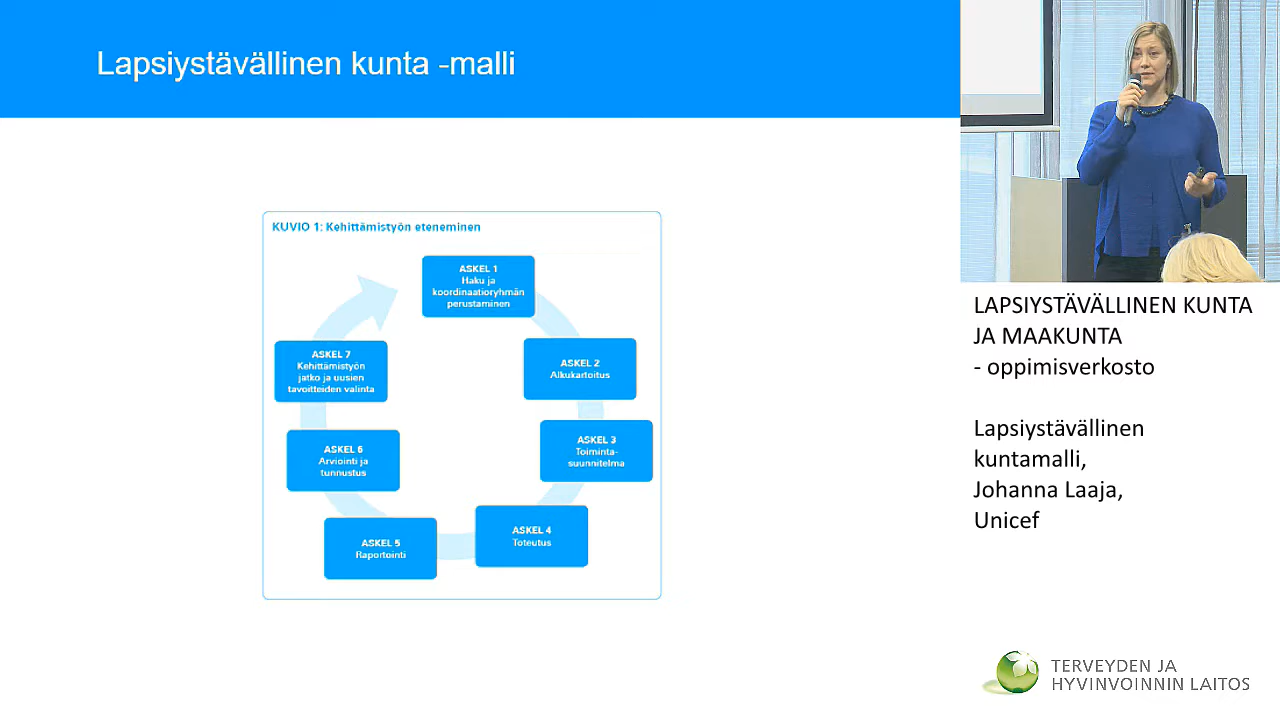 Lapsiystävällinen kunta -malli
KUVIO 1: Kehittämistyön eteneminen
ASKEL 1
Haku ja
koordinaatioryhmän
perustaminen
ASKEL 2
Alkukartoitus
ASKEL 3
Toiminta-
suunnitelma
ASKEL 4
Toteutus
ASKEL 5
Raportointi
ASKEL 6
Arviointi ja
tunnustus
ASKEL 7
Kehittämistyön
jatko ja uusien
tavoitteiden valinta
LAPSIYSTÄVÄLLINEN KUNTA
JA MAAKUNTA
- oppimisverkosto
Lapsiystävällinen
kuntamalli,
Johanna Laaja,
Unicef
TERVEYDEN JA
HYVINVOINNIN LAITOS